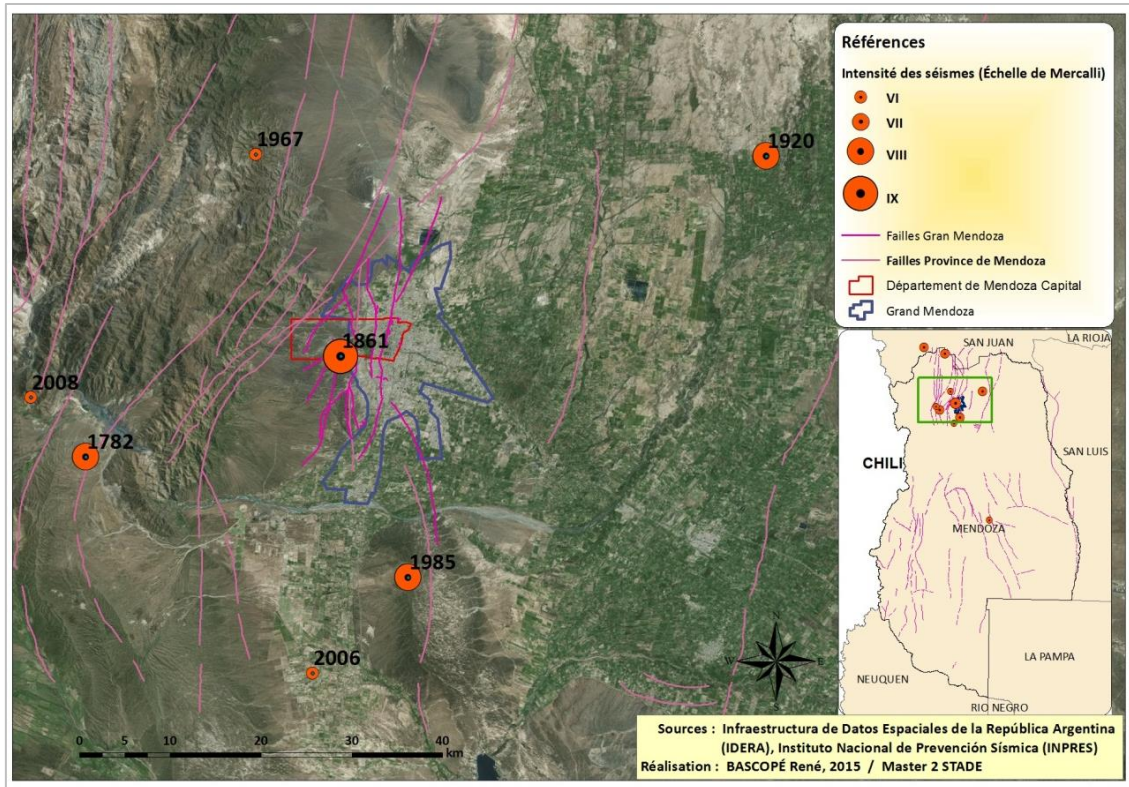 1967
1920
1861
2008
1782
1985
2006
0 5 10 20 30 40
km
N
W E
S
Références
Intensité des séismes (Échelle de Mercalli)
VI
VII
VIII
IX
Failles Gran Mendoza
Failles Province de Mendoza
Département de Mendoza Capital
Grand Mendoza
SAN JUAN
LA RIOJA
SAN LUIS
CHILI
MENDOZA
LA PAMPA
NEUQUEN
RIO NEGRO
Sources : Infraestructura de Datos Espaciales de la República Argentina
(IDERA), Instituto Nacional de Prevención Sísmica (INPRES)
Réalisation : BASCOPÉ René, 2015 / Master 2 STADE